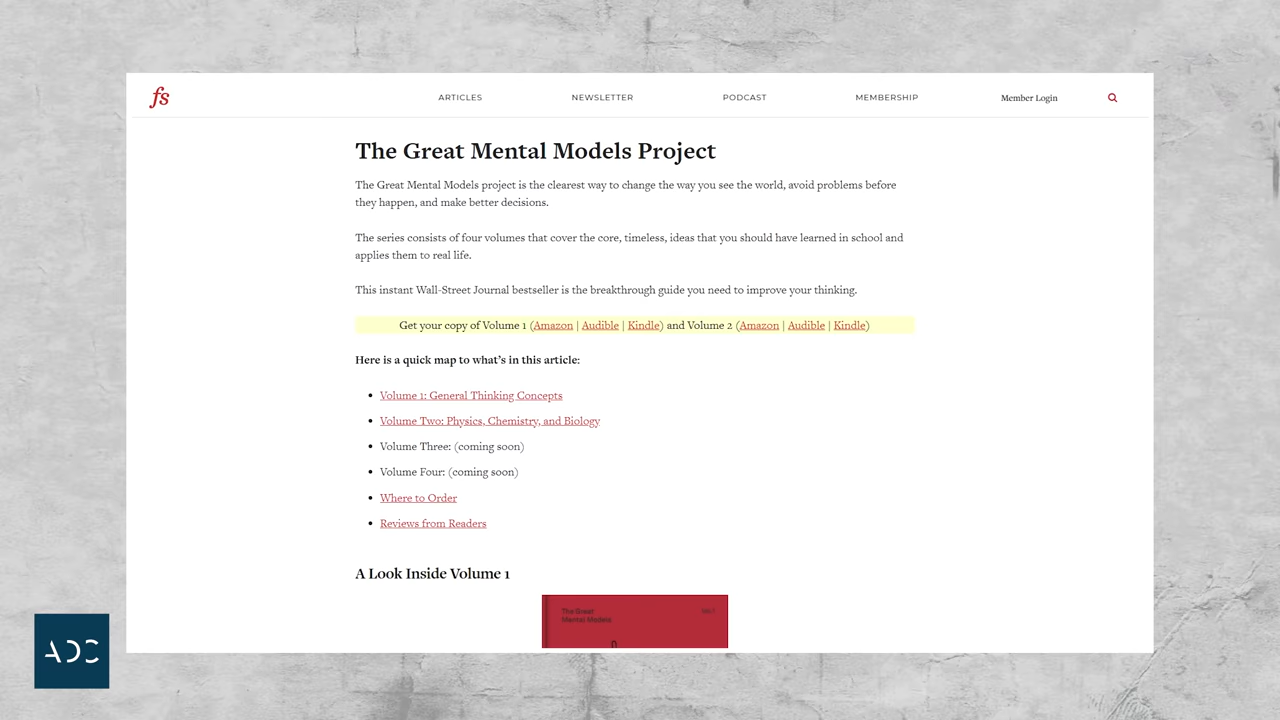 fs
ARTICLES
NEWSLETTER
PODCAST
MEMBERSHIP
Member Login
The Great Mental Models Project
The Great Mental Models project is the clearest way to change the way you see the world, avoid problems before
they happen, and make better decisions.
The series consists of four volumes that cover the core, timeless, ideas that you should have learned in school and
applies them to real life.
This instant Wall-Street Journal bestseller is the breakthrough guide you need to improve your thinking.
Get your copy of Volume 1 (Amazon | Audible | Kindle) and Volume 2 (Amazon | Audible | Kindle)
Here is a quick map to what's in this article:
• Volume 1: General Thinking Concepts
• Volume Two: Physics, Chemistry, and Biology
• Volume Three: (coming soon)
• Volume Four: (coming soon)
• Where to Order
• Reviews from Readers
A Look Inside Volume 1
The Great
Mental Models
ADC